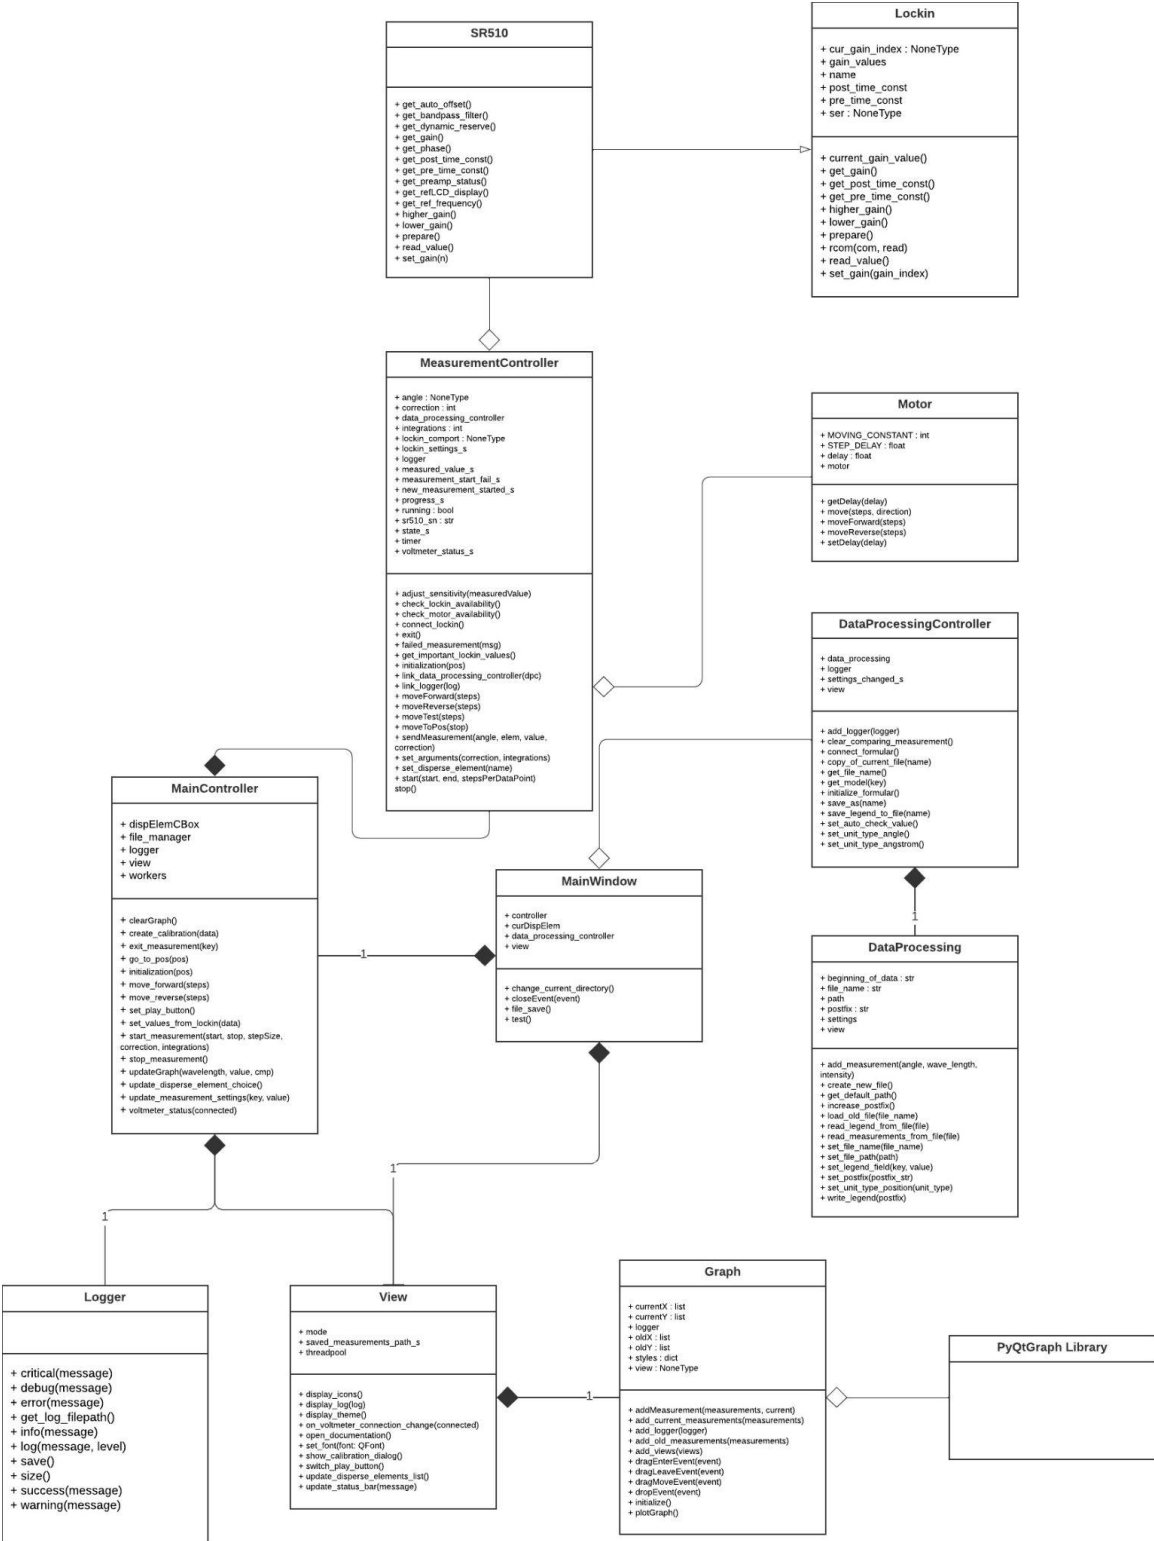 SR510
+ get_auto_offset()
+ get_bandpass_filter()
+ get_dynamic_reserve()
+ get_gain()
+ get_phase()
+ get_post_time_const()
+ get_pre_time_const()
+ get_preamp_status()
+ get_refLCD_display()
+ get_ref_frequency()
+ higher_gain()
+ lower_gain()
+ prepare()
+ read_value()
+ set_gain(n)
Lockin
+ cur_gain_index : NoneType
+ gain_values
+ name
+ post_time_const
+ pre_time_const
+ ser : NoneType
+ current_gain_value()
+ get_gain()
+ get_post_time_const()
+ get_pre_time_const()
+ higher_gain()
+ lower_gain()
+ prepare()
+ rcom(com, read)
+ read_value()
+ set_gain(gain_index)
MeasurementController
+ angle : NoneType
+ correction : int
+ data_processing_controller
+ integrations : int
+ lockin_comport : NoneType
+ lockin_settings_s
+ logger
+ measured_value_s
+ measurement_start_fail_s
+ new_measurement_started_s
+ progress_s
+ running : bool
+ sr510_sn : str
+ state_s
+ timer
+ voltmeter_status_s
+ adjust_sensitivity(measuredValue)
+ check_lockin_availability()
+ check_motor_availability()
+ connect_lockin()
+ exit()
+ failed_measurement(msg)
+ get_important_lockin_values()
+ initialization(pos)
+ link_data_processing_controller(dpc)
+ link_logger(log)
+ moveForward(steps)
+ moveReverse(steps)
+ moveTest(steps)
+ moveToPos(stop)
+ sendMeasurement(angle, elem, value,
correction)
+ set_arguments(correction, integrations)
+ set_disperse_element(name)
+ start(start, end, stepsPerDataPoint)
stop()
Motor
+ MOVING_CONSTANT : int
+ STEP_DELAY : float
+ delay : float
+ motor
+ getDelay(delay)
+ move(steps, direction)
+ moveForward(steps)
+ moveReverse(steps)
+ setDelay(delay)
DataProcessingController
+ data_processing
+ logger
+ settings_changed_s
+ view
+ add_logger(logger)
+ clear_comparing_measurement()
+ connect_formular()
+ copy_of_current_file(name)
+ get_file_name()
+ get_model(key)
+ initialize_formular()
+ save_as(name)
+ save_legend_to_file(name)
+ set_auto_check_value()
+ set_unit_type_angle()
+ set_unit_type_angstrom()
1
MainController
+ dispElemCBox
+ file_manager
+ logger
+ view
+ workers
+ clearGraph()
+ create_calibration(data)
+ exit_measurement(key)
+ go_to_pos(pos)
+ initialization(pos)
+ move_forward(steps)
+ move_reverse(steps)
+ set_play_button()
+ set_values_from_lockin(data)
+ start_measurement(start, stop, stepSize,
correction, integrations)
+ stop_measurement()
+ updateGraph(wavelength, value, cmp)
+ update_disperse_element_choice()
+ update_measurement_settings(key, value)
+ voltmeter_status(connected)
1
MainWindow
+ controller
+ curDispElem
+ data_processing_controller
+ view
+ change_current_directory()
+ closeEvent(event)
+ file_save()
+ test()
DataProcessing
+ beginning_of_data : str
+ file_name : str
+ path
+ postfix : str
+ settings
+ view
+ add_measurement(angle, wave_length,
intensity)
+ create_new_file()
+ get_default_path()
+ increase_postfix()
+ load_old_file(file_name)
+ read_legend_from_file(file)
+ read_measurements_from_file(file)
+ set_file_name(file_name)
+ set_file_path(path)
+ set_legend_field(key, value)
+ set_postfix(postfix_str)
+ set_unit_type_position(unit_type)
+ write_legend(postfix)
1
1
Logger
+ critical(message)
+ debug(message)
+ error(message)
+ get_log_filepath()
+ info(message)
+ log(message, level)
+ save()
+ size()
+ success(message)
+ warning(message)
View
+ mode
+ saved_measurements_path_s
+ threadpool
+ display_icons()
+ display_log(log)
+ display_theme()
+ on_voltmeter_connection_change(connected)
+ open_documentation()
+ set_font(font: QFont)
+ show_calibration_dialog()
+ switch_play_button()
+ update_disperse_elements_list()
+ update_status_bar(message)
1
Graph
+ currentX : list
+ currentY : list
+ logger
+ oldX : list
+ oldY : list
+ styles : dict
+ view : NoneType
+ addMeasurement(measurements, current)
+ add_current_measurements(measurements)
+ add_logger(logger)
+ add_old_measurements(measurements)
+ add_views(views)
+ dragEnterEvent(event)
+ dragLeaveEvent(event)
+ dragMoveEvent(event)
+ dropEvent(event)
+ initialize()
+ plotGraph()
PyQtGraph Library